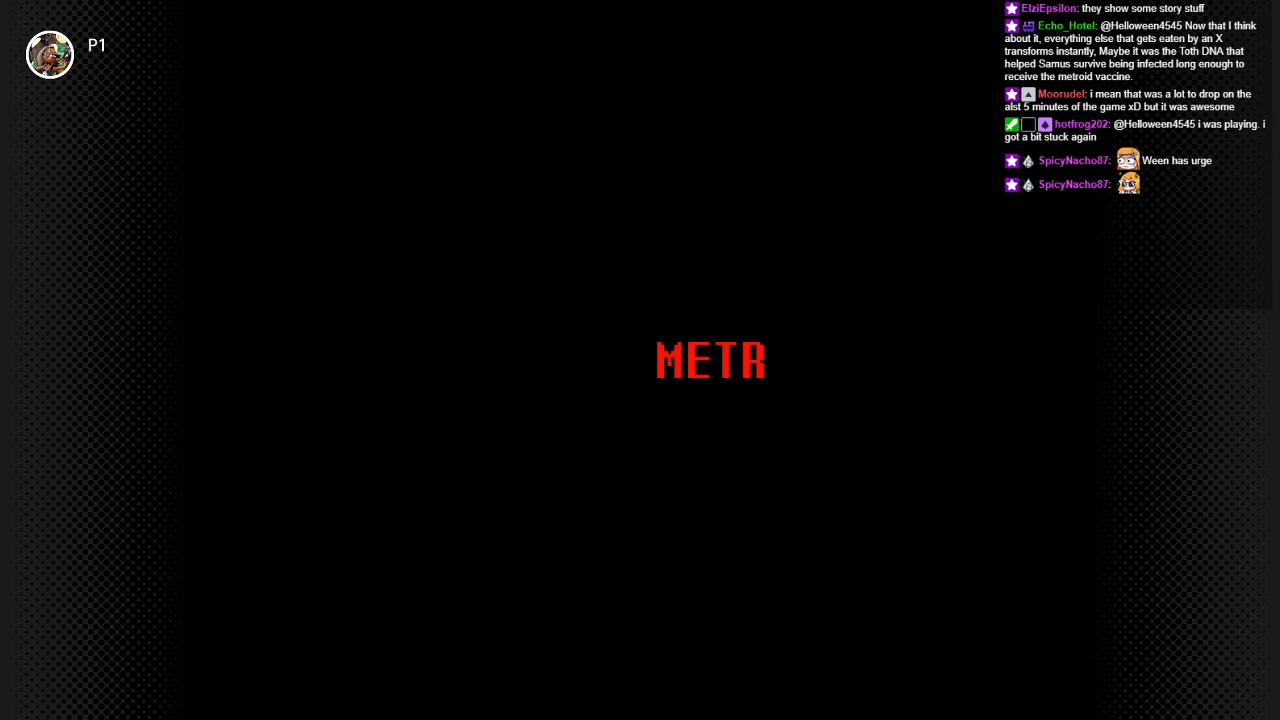 P1
ElziEpsilon: they show some story stuff
Echo_Hotel: @Helloween4545 Now that I think
about it, everything else that gets eaten by an X
transforms instantly, Maybe it was the Toth DNA that
helped Samus survive being infected long enough to
receive the metroid vaccine.
Moorudel: i mean that was a lot to drop on the
alst 5 minutes of the game xD but it was awesome
hotfrog202: @Helloween4545 i was playing. i
got a bit stuck again
SpicyNacho87: Ween has urge
SpicyNacho87:
METR